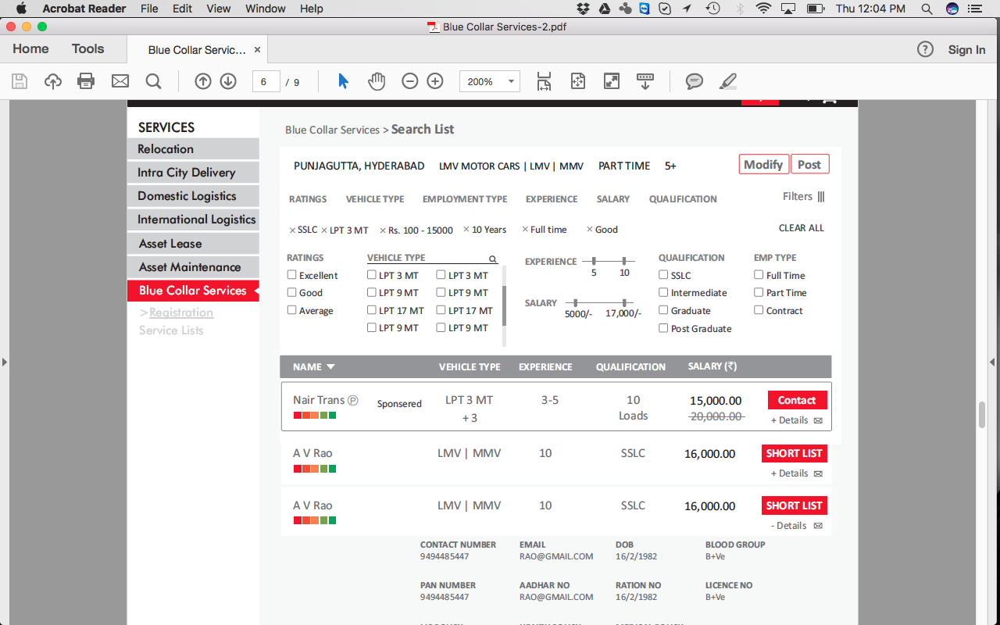 Acrobat Reader File Edit View Window Help Thu 12:04 PM
Blue Collar Services-2.pdf
Home Tools Blue Collar Servic... × ? Sign In
6 / 9 200%
SERVICES
Relocation
Intra City Delivery
Domestic Logistics
International Logistics
Asset Lease
Asset Maintenance
Blue Collar Services
>Registration
Service Lists
Blue Collar Services > Search List
PUNJAGUTTA, HYDERABAD LMV MOTOR CARS | LMV | MMV PART TIME 5+ Modify Post
RATINGS VEHICLE TYPE EMPLOYMENT TYPE EXPERIENCE SALARY QUALIFICATION Filters
×SSLC ×LPT 3 MT ×Rs. 100 - 15000 ×10 Years ×Full time ×Good CLEAR ALL
RATINGS
Excellent
Good
Average
VEHICLE TYPE
LPT 3 MT LPT 3 MT
LPT 9 MT LPT 9 MT
LPT 17 MT LPT 17 MT
LPT 9 MT LPT 9 MT
EXPERIENCE
5 10
SALARY
5000/- 17,000/-
QUALIFICATION
SSLC
Intermediate
Graduate
Post Graduate
EMP TYPE
Full Time
Part Time
Contract
NAME VEHICLE TYPE EXPERIENCE QUALIFICATION SALARY (₹)
Nair Trans Ⓟ Sponsered LPT 3 MT 3-5 10 15,000.00 Contact
+ 3 Loads 20,000.00 + Details
A V Rao LMV | MMV 10 SSLC 16,000.00 SHORT LIST
+ Details
A V Rao LMV | MMV 10 SSLC 16,000.00 SHORT LIST
- Details
CONTACT NUMBER EMAIL DOB BLOOD GROUP
9494485447 RAO@GMAIL.COM 16/2/1982 B+Ve
PAN NUMBER AADHAR NO RATION NO LICENCE NO
9494485447 RAO@GMAIL.COM 16/2/1982 B+Ve